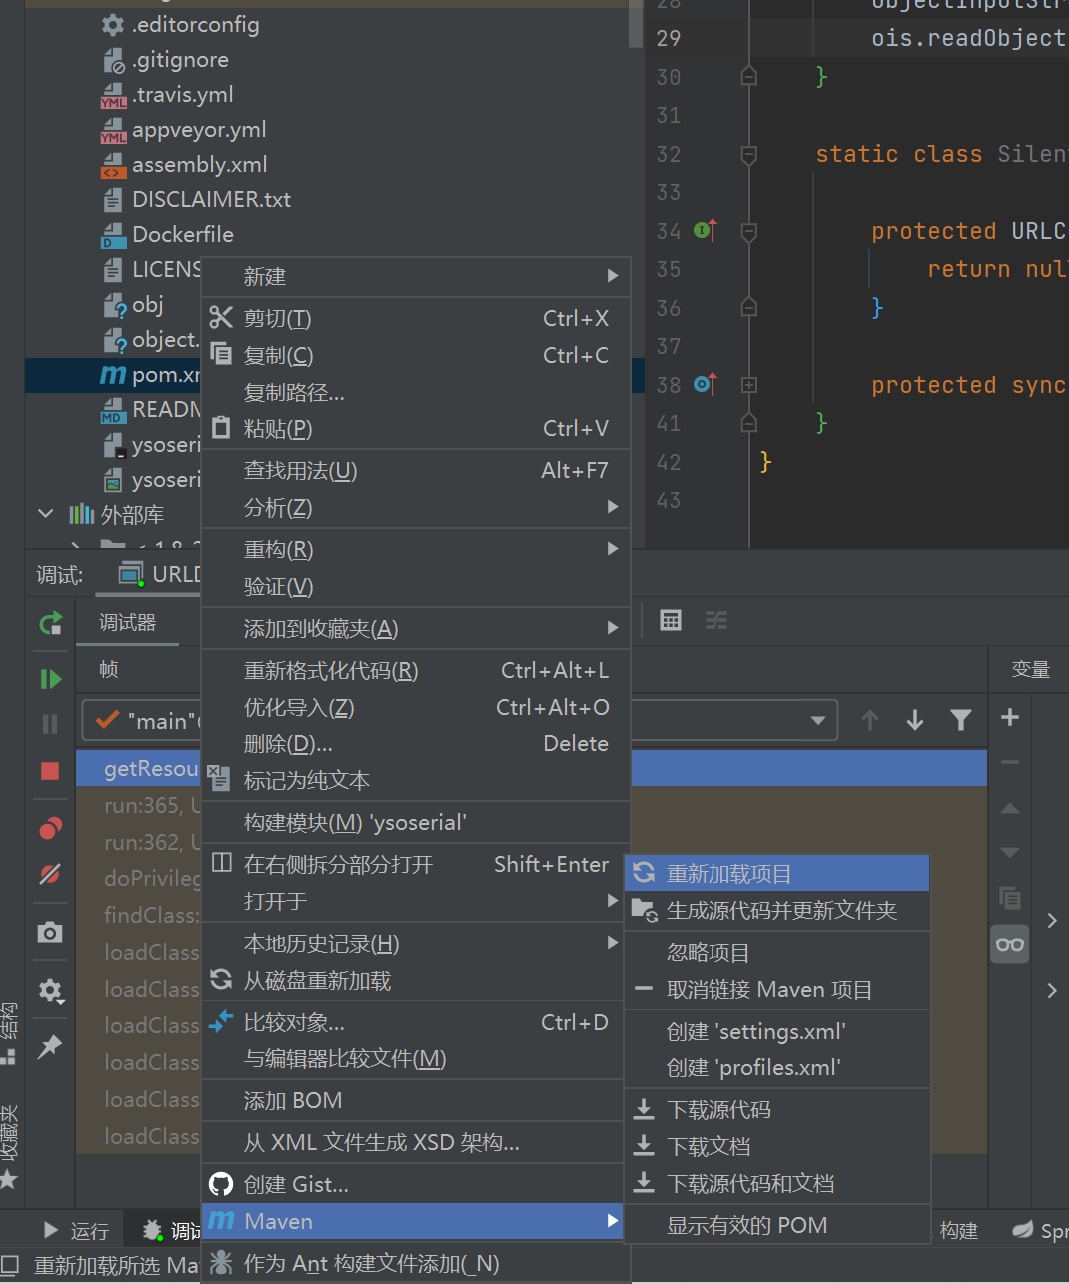 .editorconfig
.gitignore
.travis.yml
appveyor.yml
assembly.xml
DISCLAIMER.txt
Dockerfile
LICENS
obj
object.
pom.xr
READM
ysoseri
ysoseri
外部库
29
30
31
32
33
34
35
36
37
38
41
42
43
ois.readObject
}
static class Silen
protected URLC
return nul
}
protected sync
}
}
新建
剪切(T) Ctrl+X
复制(C) Ctrl+C
复制路径...
粘贴(P) Ctrl+V
查找用法(U) Alt+F7
分析(Z)
重构(R)
验证(V)
添加到收藏夹(A)
重新格式化代码(R) Ctrl+Alt+L
优化导入(Z) Ctrl+Alt+O
删除(D)... Delete
标记为纯文本
构建模块(M) 'ysoserial'
在右侧拆分部分打开 Shift+Enter
打开于
本地历史记录(H)
从磁盘重新加载
比较对象... Ctrl+D
与编辑器比较文件(M)
添加 BOM
从 XML 文件生成 XSD 架构...
创建 Gist...
Maven
作为 Ant 构建文件添加(_N)
重新加载项目
生成源代码并更新文件夹
忽略项目
取消链接 Maven 项目
创建 'settings.xml'
创建 'profiles.xml'
下载源代码
下载文档
下载源代码和文档
显示有效的 POM
调试: URLD
调试器
帧
变量
"main"
getResou
run:365, U
run:362, U
doPrivileg
findClass:
loadClass
loadClass
loadClass
loadClass
loadClass
loadClass
结构
收藏夹
运行
调试
构建
Spr
重新加载所选 Ma